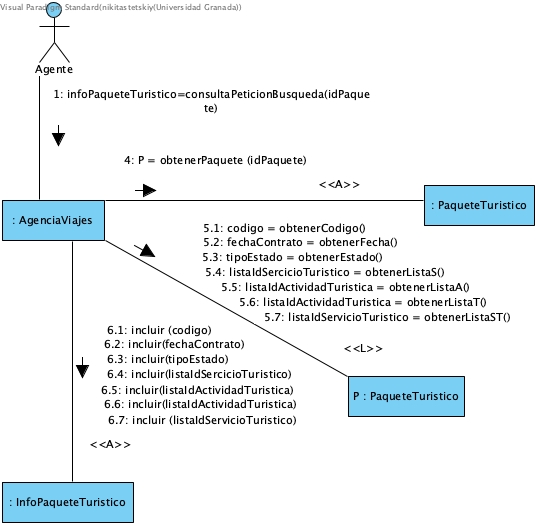 Visual Paradigm Standard(nikitastetskiy(Universidad Granada))
Agente
1: infoPaqueteTuristico=consultaPeticionBusqueda(idPaque
te)
4: P = obtenerPaquete (idPaquete)
<<A>>
: AgenciaViajes
: PaqueteTuristico
5.1: codigo = obtenerCodigo()
5.2: fechaContrato = obtenerFecha()
5.3: tipoEstado = obtenerEstado()
5.4: listaIdSercicioTuristico = obtenerListaS()
5.5: listaIdActividadTuristica = obtenerListaA()
5.6: listaIdActividadTuristica = obtenerListaT()
5.7: listaIdServicioTuristico = obtenerListaST()
<<L>>
P : PaqueteTuristico
6.1: incluir (codigo)
6.2: incluir(fechaContrato)
6.3: incluir(tipoEstado)
6.4: incluir(listaIdSercicioTuristico)
6.5: incluir(listaIdActividadTuristica)
6.6: incluir(listaIdActividadTuristica)
6.7: incluir (listaIdServicioTuristico)
<<A>>
: InfoPaqueteTuristico